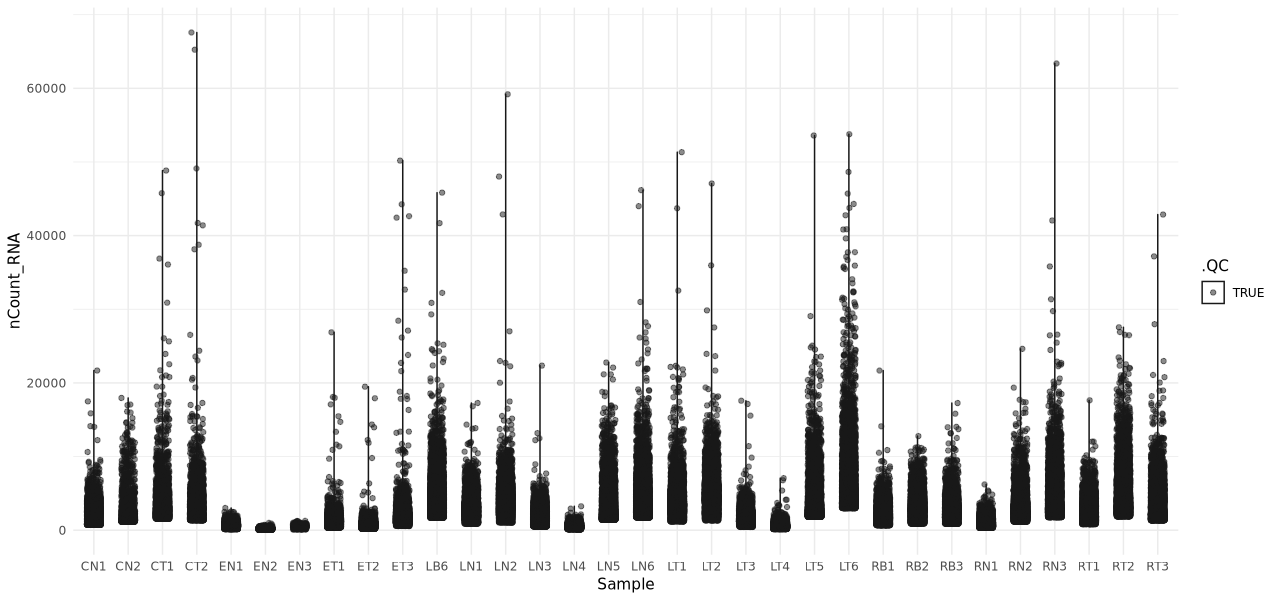 60000
40000
20000
0
nCount_RNA
CN1 CN2 CT1 CT2 EN1 EN2 EN3 ET1 ET2 ET3 LB6 LN1 LN2 LN3 LN4 LN5 LN6 LT1 LT2 LT3 LT4 LT5 LT6 RB1 RB2 RB3 RN1 RN2 RN3 RT1 RT2 RT3
Sample
.QC
TRUE